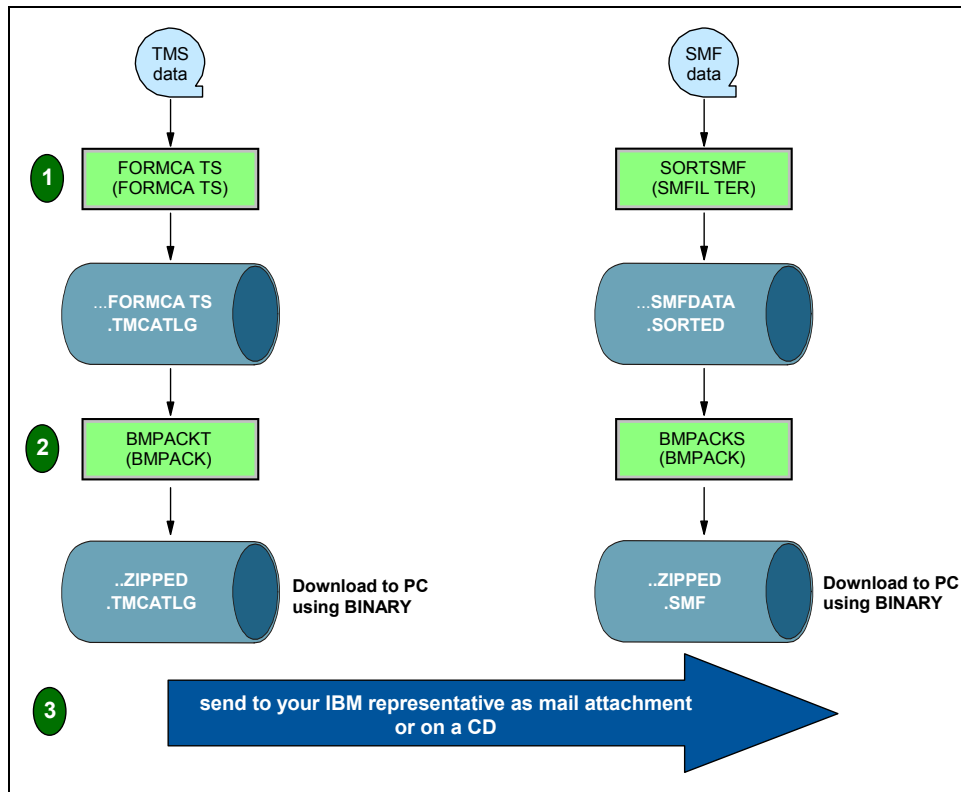 TMS
data
SMF
data
1
FORMCA TS
(FORMCA TS)
SORTSMF
(SMFIL TER)
...FORMCA TS
.TMCATLG
...SMFDATA
.SORTED
2
BMPACKT
(BMPACK)
BMPACKS
(BMPACK)
..ZIPPED
.TMCATLG
Download to PC
using BINARY
..ZIPPED
.SMF
Download to PC
using BINARY
3
send to your IBM representative as mail attachment
or on a CD